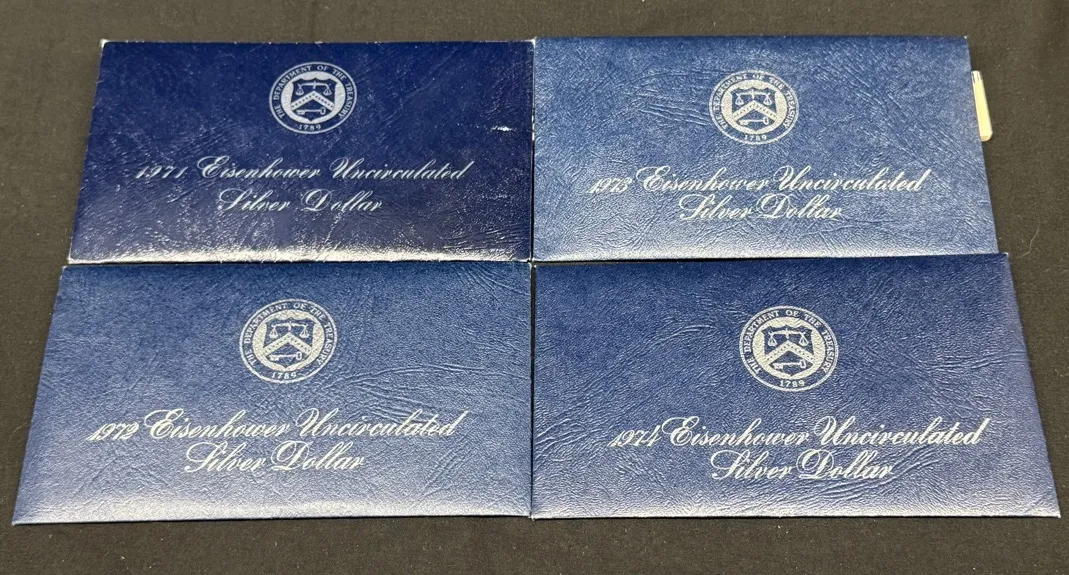 THE DEPARTMENT OF THE TREASURY
1789
1971 Eisenhower Uncirculated
Silver Dollar
THE DEPARTMENT OF THE TREASURY
1789
1973 Eisenhower Uncirculated
Silver Dollar
THE DEPARTMENT OF THE TREASURY
1789
1972 Eisenhower Uncirculated
Silver Dollar
THE DEPARTMENT OF THE TREASURY
1789
1974 Eisenhower Uncirculated
Silver Dollar